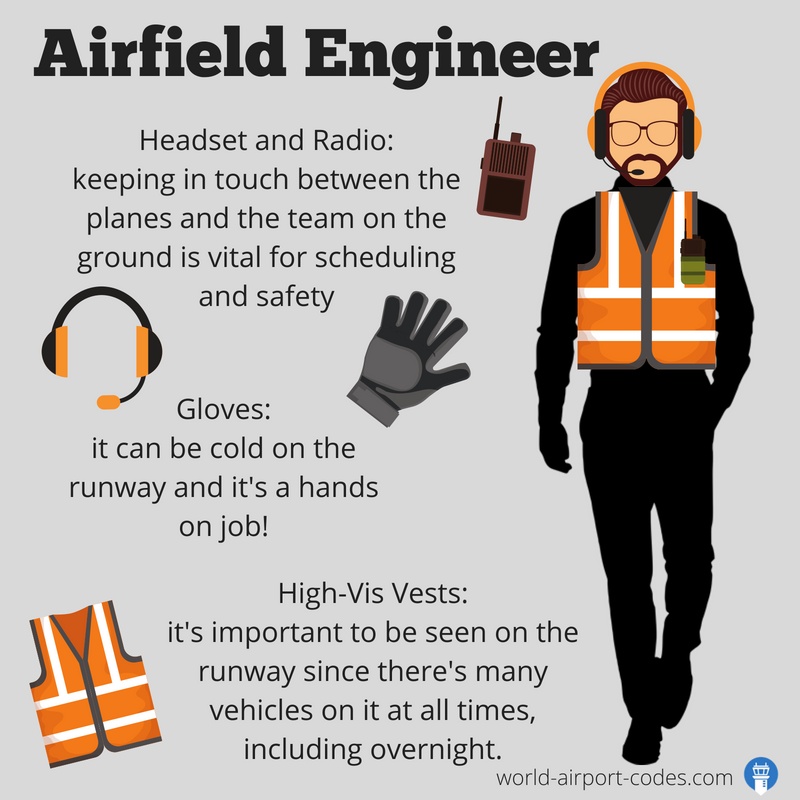 Airfield Engineer
Headset and Radio:
keeping in touch between the
planes and the team on the
ground is vital for scheduling
and safety
Gloves:
it can be cold on the
runway and it's a hands
on job!
High-Vis Vests:
it's important to be seen on the
runway since there's many
vehicles on it at all times,
including overnight.
world-airport-codes.com